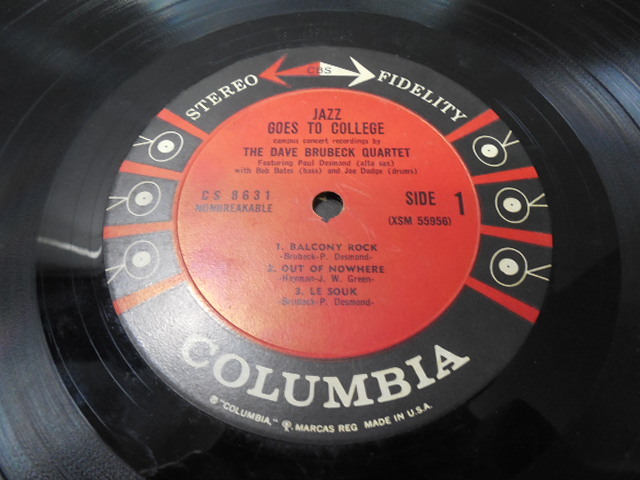 STEREO CBS FIDELITY
JAZZ
GOES TO COLLEGE
campus concert recordings by
THE DAVE BRUBECK QUARTET
Featuring Paul Desmond (alto sax)
with Bob Bates (bass) and Joe Dodge (drums)
CS 8631
NONBREAKABLE
SIDE 1
(XSM 55956)
1. BALCONY ROCK
-Brubeck-P. Desmond-
2. OUT OF NOWHERE
-Heyman-J. W. Green-
3. LE SOUK
-Brubeck-P. Desmond-
COLUMBIA
® "COLUMBIA," , MARCAS REG MADE IN U.S.A.